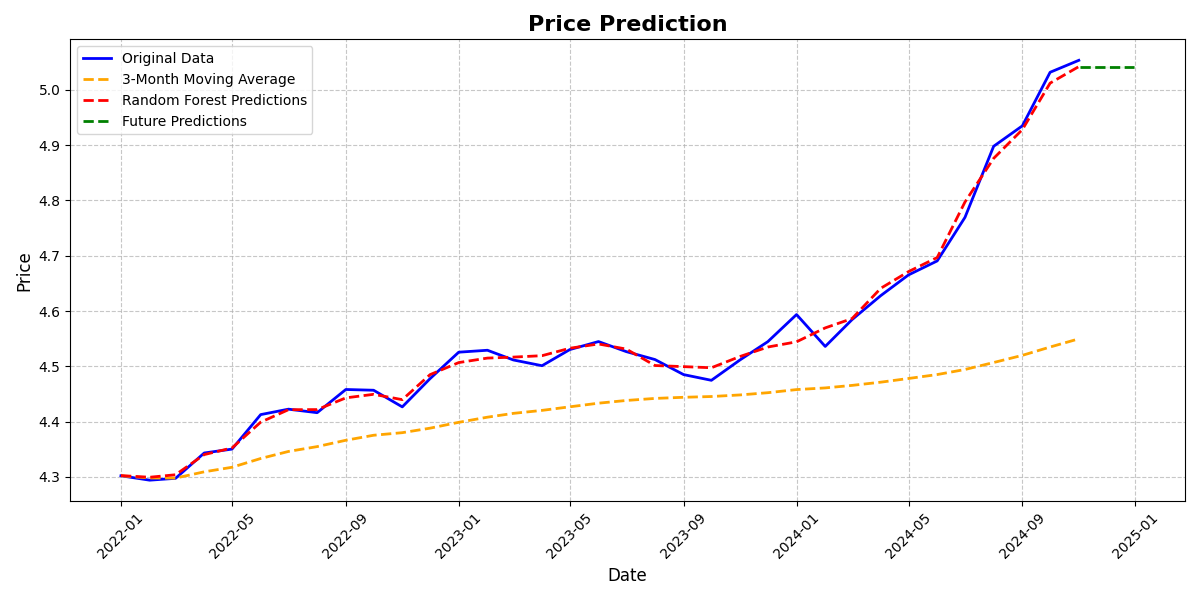 Price Prediction
Original Data
3-Month Moving Average
Random Forest Predictions
Future Predictions
Price
5.0
4.9
4.8
4.7
4.6
4.5
4.4
4.3
2022-01
2022-05
2022-09
2023-01
2023-05
2023-09
2024-01
2024-05
2024-09
2025-01
Date